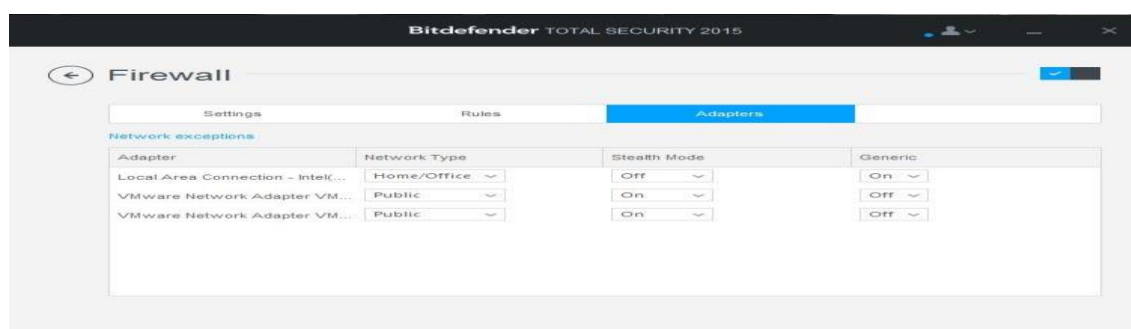 Bitdefender TOTAL SECURITY 2015
Firewall
Settings Rules Adapters
Network exceptions
Adapter Network Type Stealth Mode Generic
Local Area Connection - Intel(... Home/Office Off On
VMware Network Adapter VM... Public On Off
VMware Network Adapter VM... Public On Off